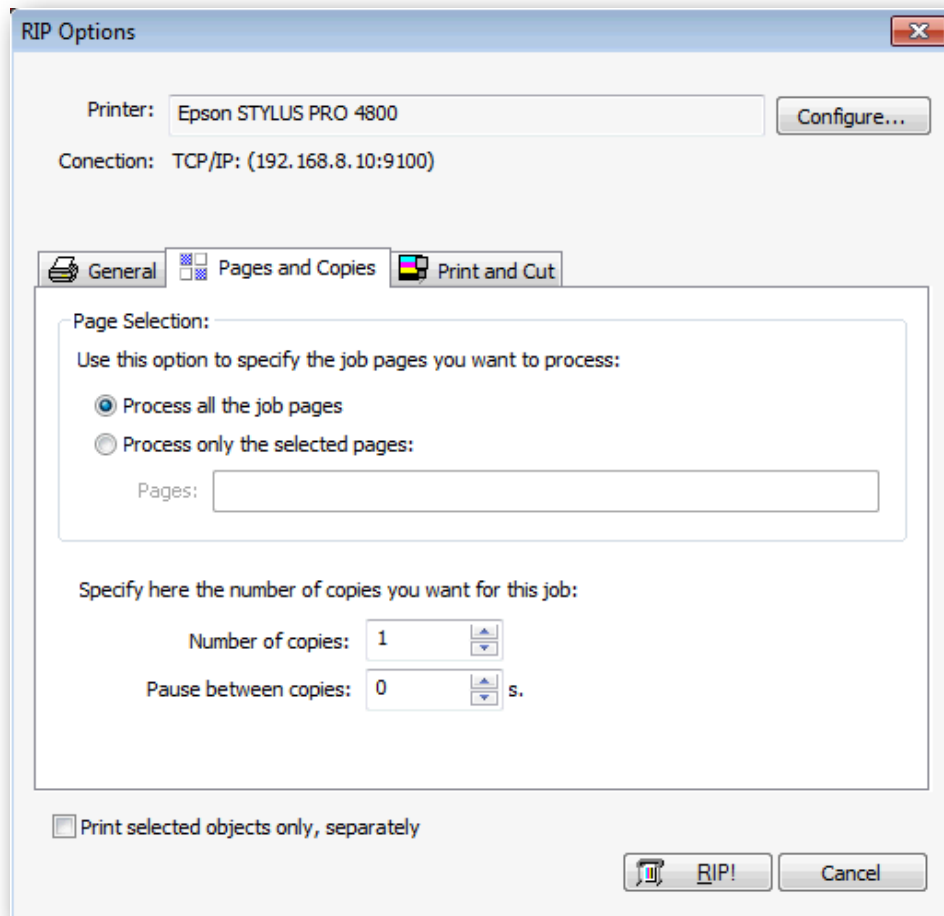 RIP Options
Printer: Epson STYLUS PRO 4800 Configure...
Conection: TCP/IP: (192.168.8.10:9100)
General Pages and Copies Print and Cut
Page Selection:
Use this option to specify the job pages you want to process:
Process all the job pages
Process only the selected pages:
Pages:
Specify here the number of copies you want for this job:
Number of copies: 1
Pause between copies: 0 s.
Print selected objects only, separately
RIP! Cancel